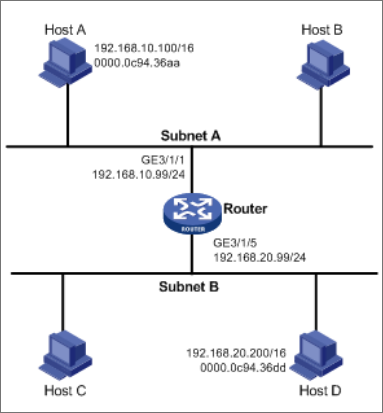 Host A
Host B
192.168.10.100/16
0000.0c94.36aa
Subnet A
GE3/1/1
192.168.10.99/24
Router
ROUTER
GE3/1/5
192.168.20.99/24
Subnet B
192.168.20.200/16
0000.0c94.36dd
Host C
Host D